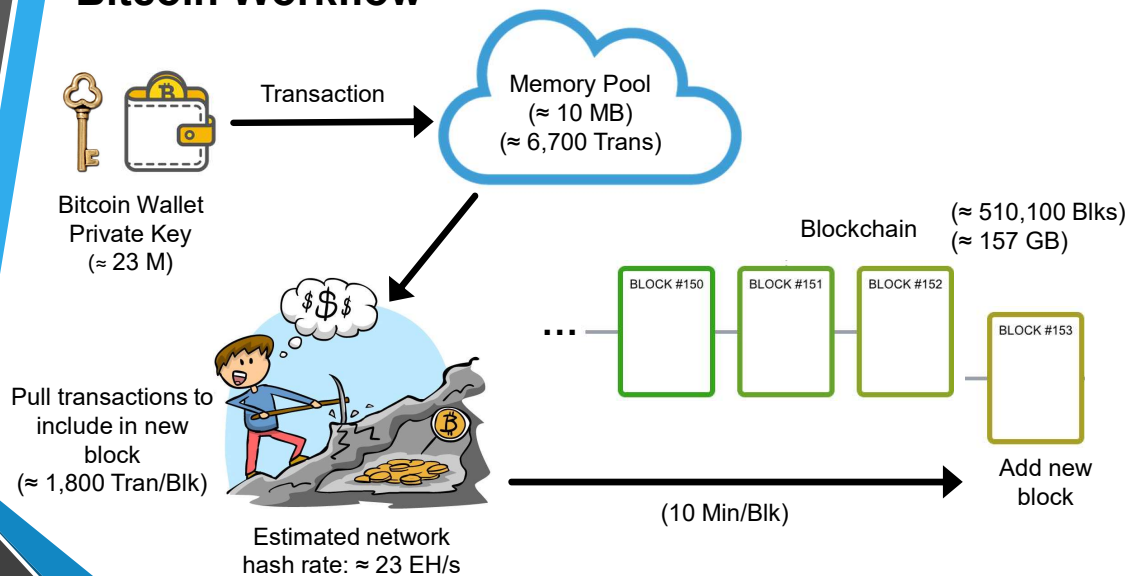 Bitcoin Workflow
Transaction
Memory Pool
(≈ 10 MB)
(≈ 6,700 Trans)
Bitcoin Wallet
Private Key
(≈ 23 M)
Blockchain
(≈ 510,100 Blks)
(≈ 157 GB)
BLOCK #150
BLOCK #151
BLOCK #152
BLOCK #153
...
$$$
Pull transactions to
include in new
block
(≈ 1,800 Tran/Blk)
Add new
block
(10 Min/Blk)
Estimated network
hash rate: ≈ 23 EH/s